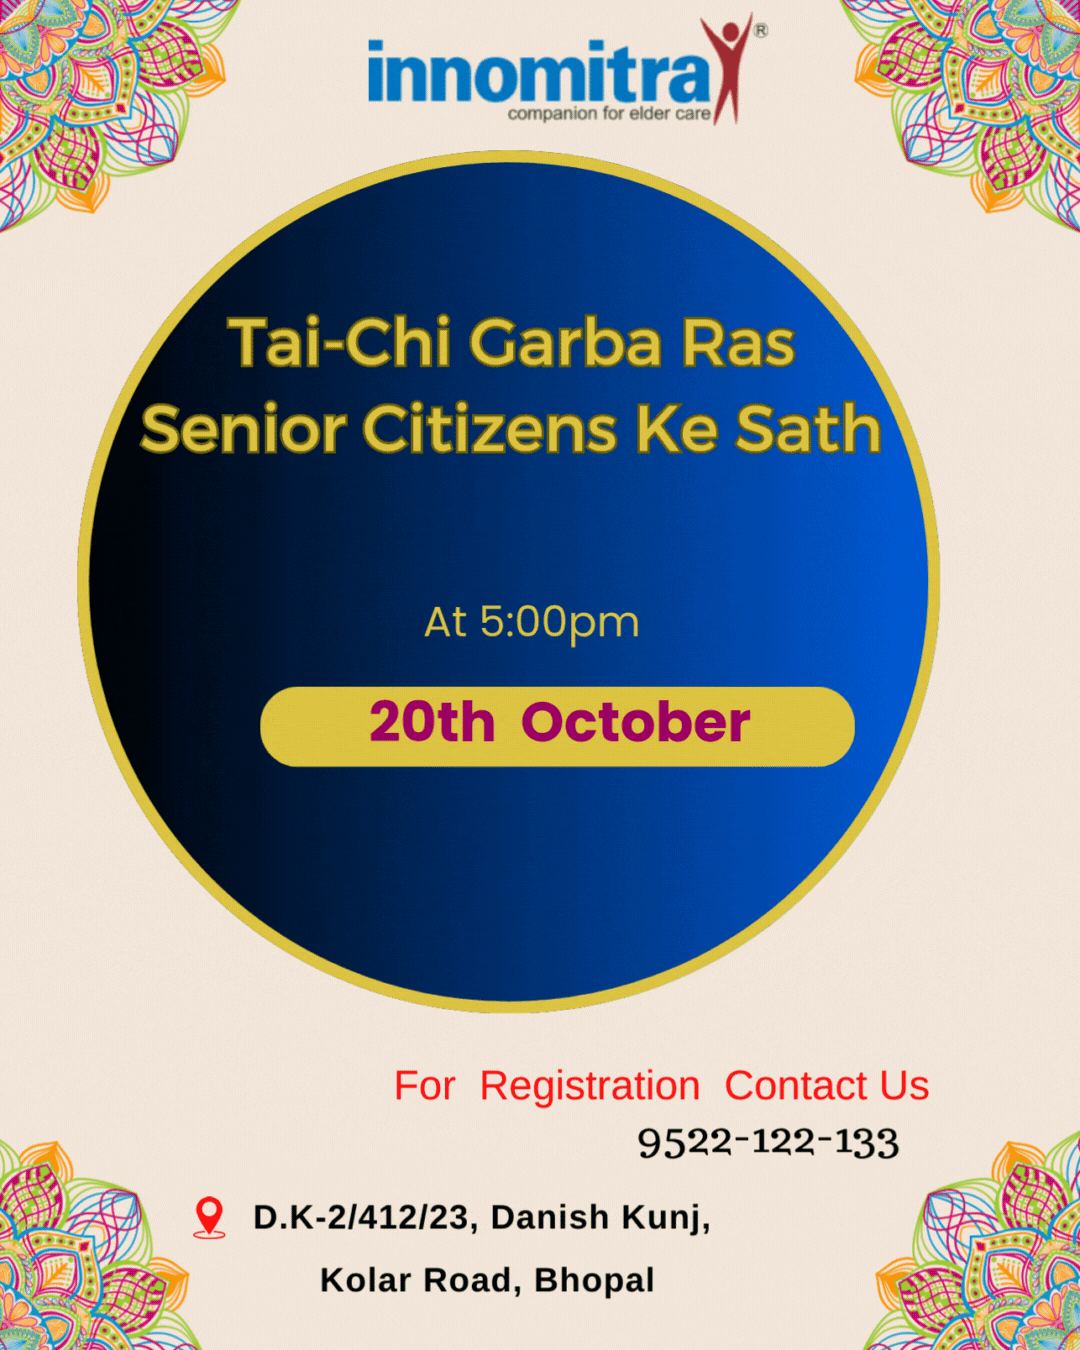 innomitra®
companion for elder care
Tai-Chi Garba Ras
Senior Citizens Ke Sath
At 5:00pm
20th October
For Registration Contact Us
9522-122-133
D.K-2/412/23, Danish Kunj,
Kolar Road, Bhopal